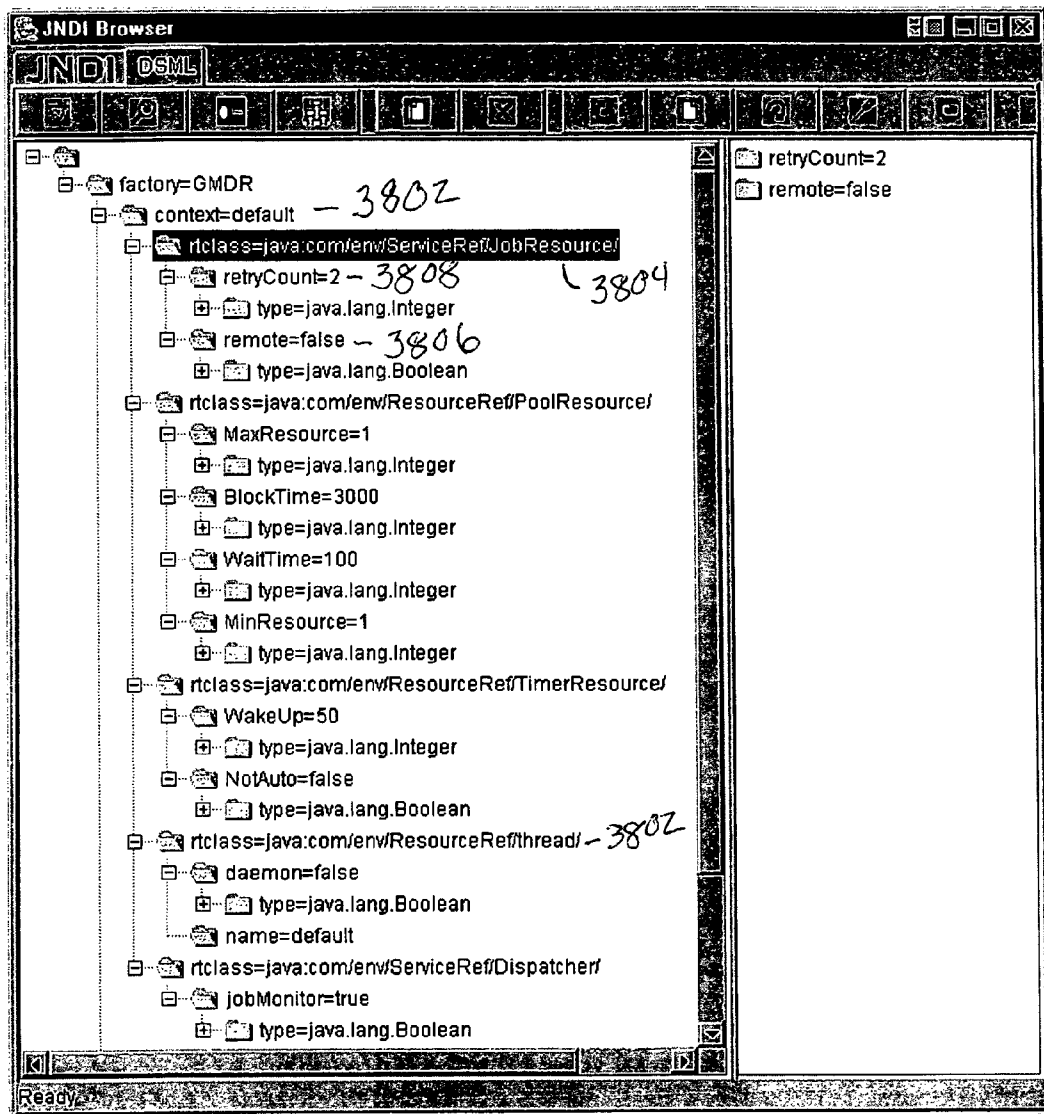 JNDI Browser
JNDI DSML
factory=GMDR
context=default — 3802
rtclass=java:com/env/ServiceRef/JobResource/
3804
retryCount=2 – 3808
type=java.lang.Integer
remote=false – 3806
type=java.lang.Boolean
rtclass=java:com/env/ResourceRef/PoolResource/
MaxResource=1
type=java.lang.Integer
BlockTime=3000
type=java.lang.Integer
WaitTime=100
type=java.lang.Integer
MinResource=1
type=java.lang.Integer
rtclass=java:com/env/ResourceRef/TimerResource/
WakeUp=50
type=java.lang.Integer
NotAuto=false
type=java.lang.Boolean
rtclass=java:com/env/ResourceRef/thread/ – 3802
daemon=false
type=java.lang.Boolean
name=default
rtclass=java:com/env/ServiceRef/Dispatcher/
jobMonitor=true
type=java.lang.Boolean
retryCount=2
remote=false
Ready